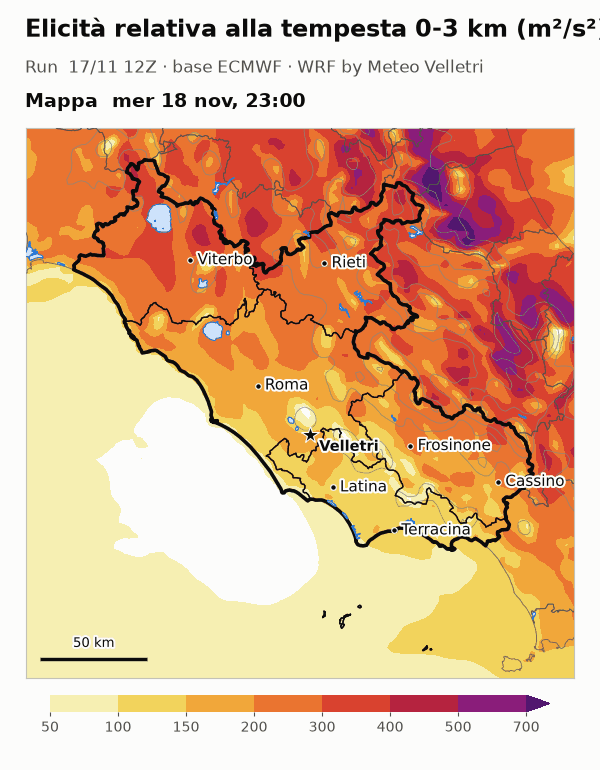 Elicità relativa alla tempesta 0-3 km (m²/s²)
Run 17/11 12Z · base ECMWF · WRF by Meteo Velletri
Mappa mer 18 nov, 23:00
Viterbo
Rieti
Roma
Velletri
Frosinone
Cassino
Latina
Terracina
50 km
50 100 150 200 300 400 500 700